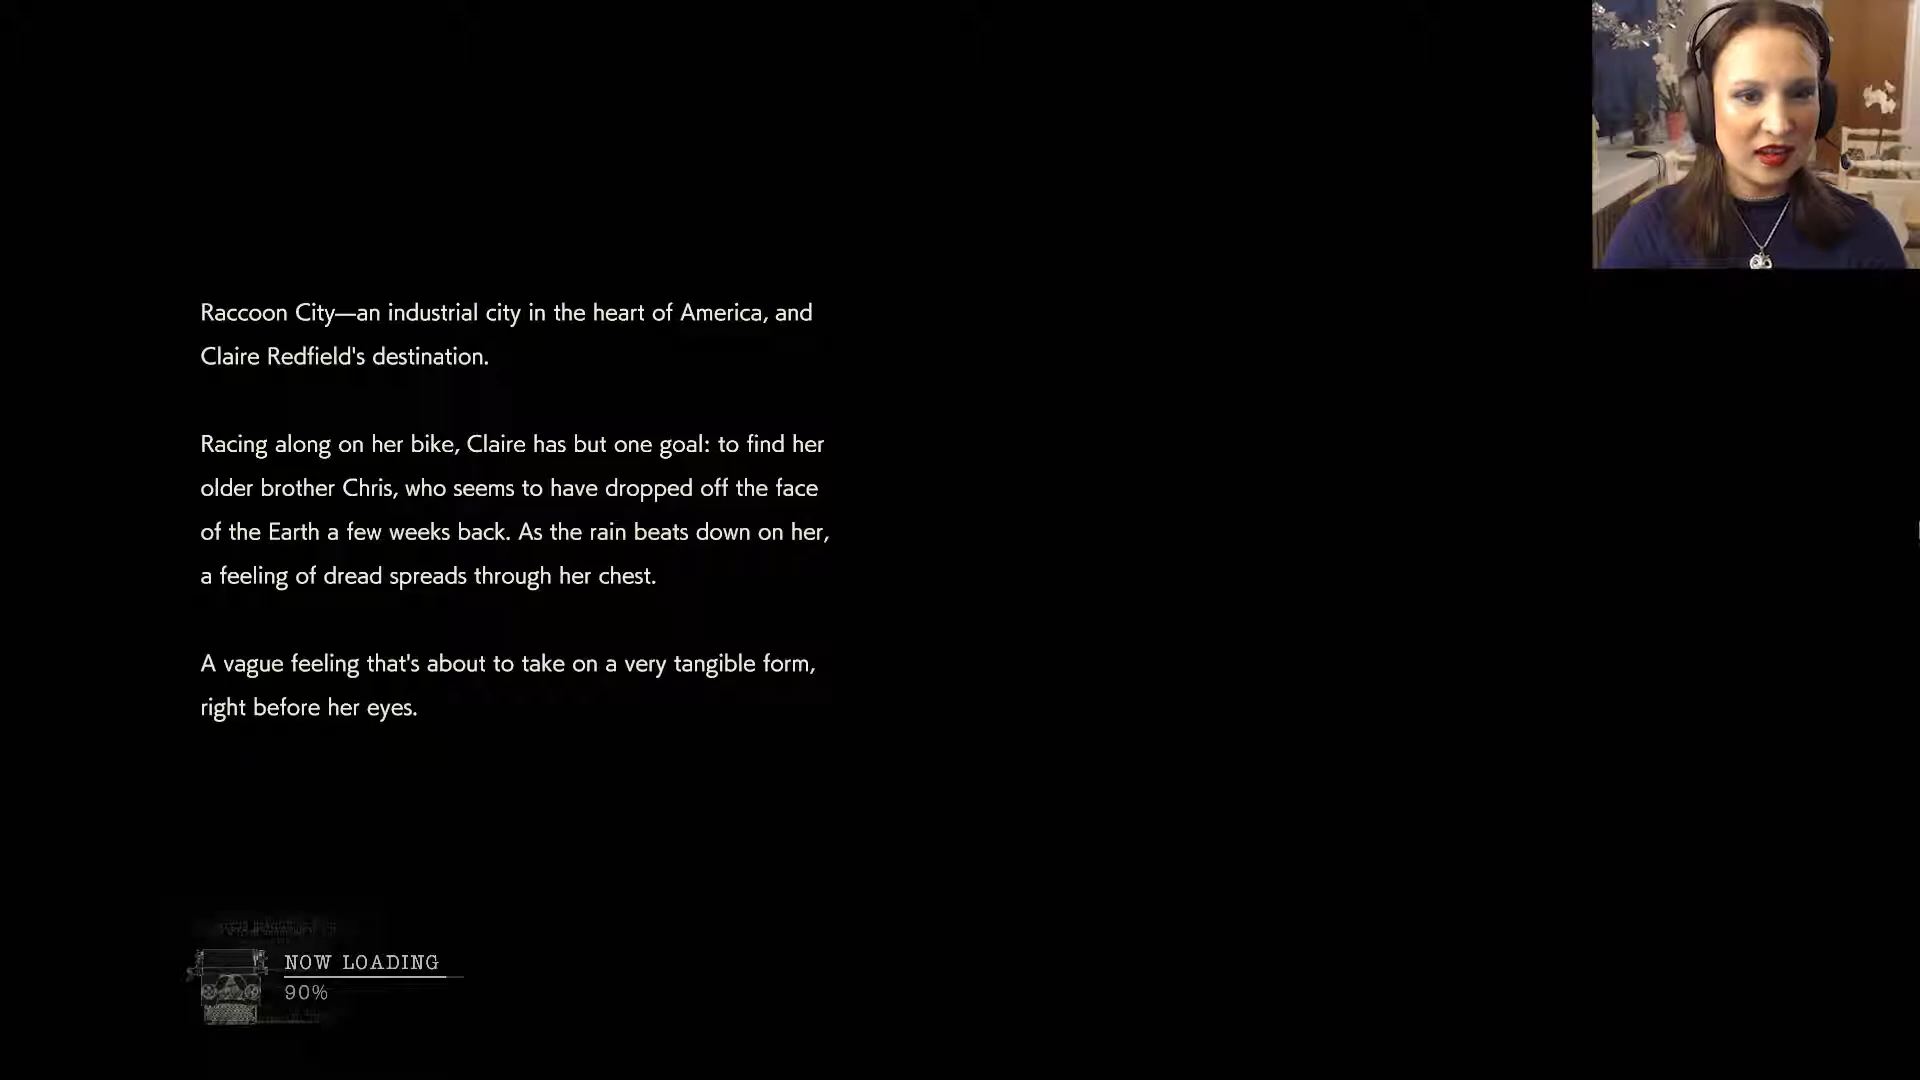 Raccoon City—an industrial city in the heart of America, and
Claire Redfield's destination.
Racing along on her bike, Claire has but one goal: to find her
older brother Chris, who seems to have dropped off the face
of the Earth a few weeks back. As the rain beats down on her,
a feeling of dread spreads through her chest.
A vague feeling that's about to take on a very tangible form,
right before her eyes.
NOW LOADING
90%